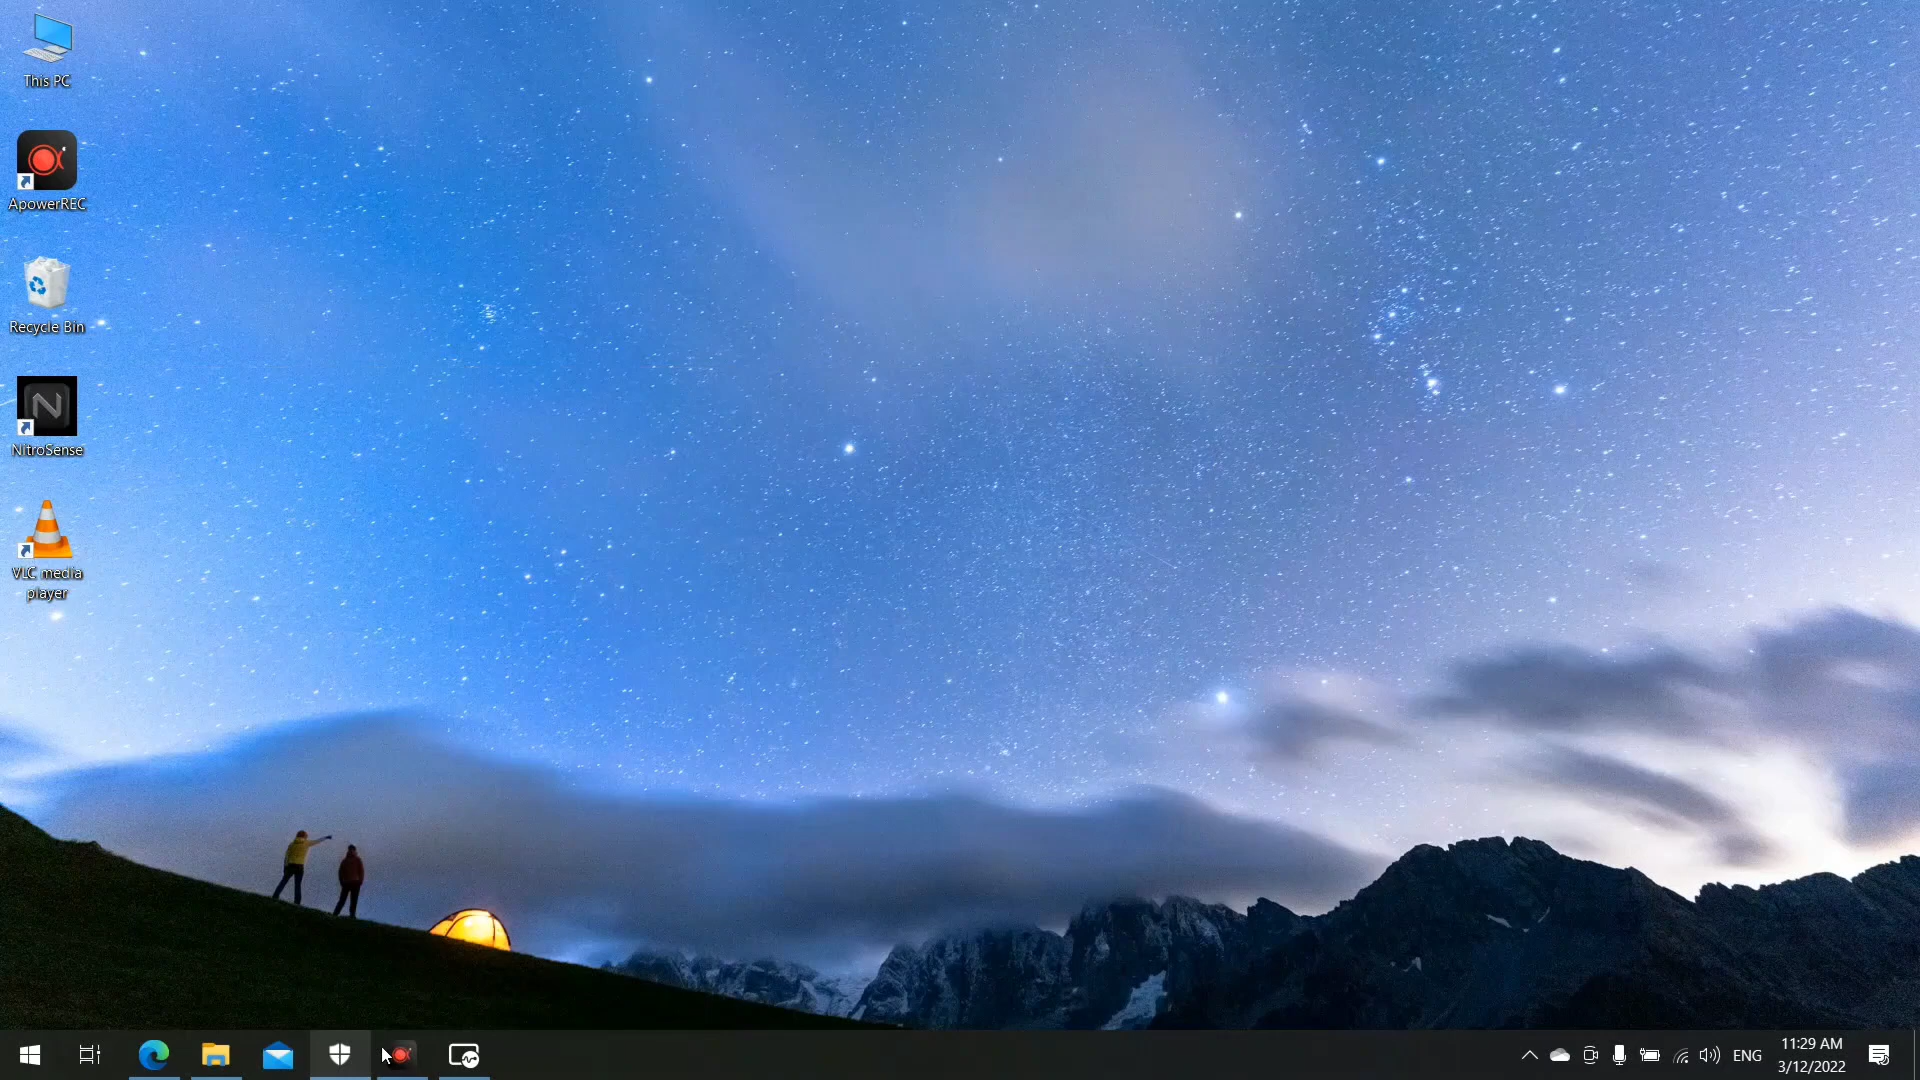 This PC
ApowerREC
Recycle Bin
NitroSense
VLC media
player
ENG
11:29 AM
3/12/2022